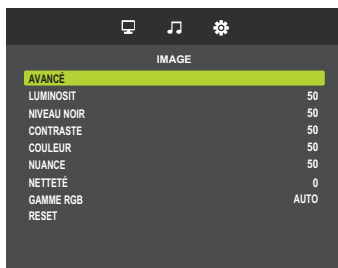 IMAGE
AVANCÉ
LUMINOSIT 50
NIVEAU NOIR 50
CONTRASTE 50
COULEUR 50
NUANCE 50
NETTETÉ 0
GAMME RGB AUTO
RESET